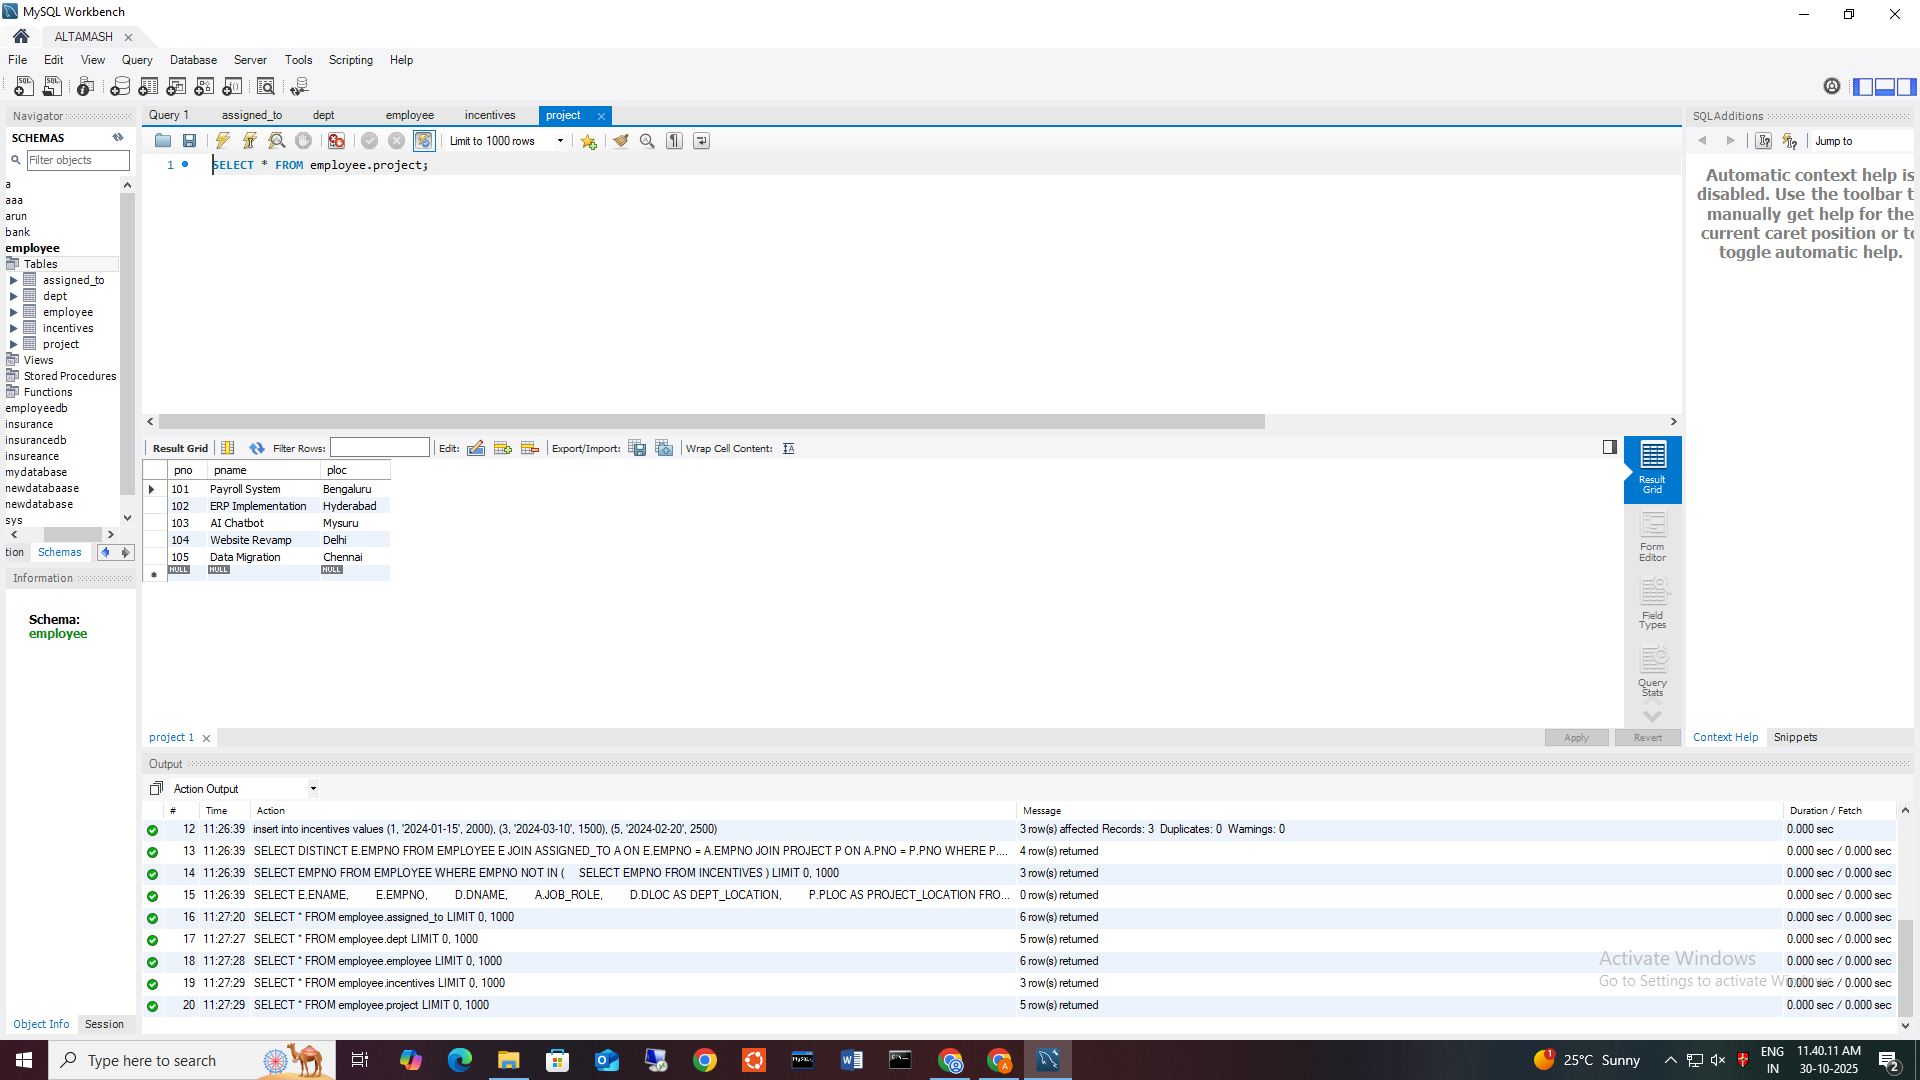 MySQL Workbench
ALTAMASH
File Edit View Query Database Server Tools Scripting Help
Navigator
SCHEMAS
Filter objects
a
aaa
arun
bank
employee
Tables
assigned_to
dept
employee
incentives
project
Views
Stored Procedures
Functions
employeedb
insurance
insurancedb
insureance
mydatabase
newdatabaase
newdatabase
sys
tion Schemas
Information
Schema:
employee
Object Info Session
Query 1 assigned_to dept employee incentives project
Limit to 1000 rows
1 SELECT * FROM employee.project;
Result Grid Filter Rows: Edit: Export/Import: Wrap Cell Content:
pno pname ploc
101 Payroll System Bengaluru
102 ERP Implementation Hyderabad
103 AI Chatbot Mysuru
104 Website Revamp Delhi
105 Data Migration Chennai
NULL NULL NULL
Result
Grid
Form
Editor
Field
Types
Query
Stats
project 1
Apply Revert
SQLAdditions
Jump to
Automatic context help is
disabled. Use the toolbar t
manually get help for the
current caret position or to
toggle automatic help.
Context Help Snippets
Output
Action Output
# Time Action Message Duration / Fetch
12 11:26:39 insert into incentives values (1, '2024-01-15', 2000), (3, '2024-03-10', 1500), (5, '2024-02-20', 2500) 3 row(s) affected Records: 3 Duplicates: 0 Warnings: 0 0.000 sec
13 11:26:39 SELECT DISTINCT E.EMPNO FROM EMPLOYEE E JOIN ASSIGNED_TO A ON E.EMPNO = A.EMPNO JOIN PROJECT P ON A.PNO = P.PNO WHERE P.... 4 row(s) returned 0.000 sec / 0.000 sec
14 11:26:39 SELECT EMPNO FROM EMPLOYEE WHERE EMPNO NOT IN ( SELECT EMPNO FROM INCENTIVES ) LIMIT 0, 1000 3 row(s) returned 0.000 sec / 0.000 sec
15 11:26:39 SELECT E.ENAME, E.EMPNO, D.DNAME, A.JOB_ROLE, D.DLOC AS DEPT_LOCATION, P.PLOC AS PROJECT_LOCATION FRO... 0 row(s) returned 0.000 sec / 0.000 sec
16 11:27:20 SELECT * FROM employee.assigned_to LIMIT 0, 1000 6 row(s) returned 0.000 sec / 0.000 sec
17 11:27:27 SELECT * FROM employee.dept LIMIT 0, 1000 5 row(s) returned 0.000 sec / 0.000 sec
18 11:27:28 SELECT * FROM employee.employee LIMIT 0, 1000 6 row(s) returned 0.000 sec / 0.000 sec
19 11:27:29 SELECT * FROM employee.incentives LIMIT 0, 1000 3 row(s) returned 0.000 sec / 0.000 sec
20 11:27:29 SELECT * FROM employee.project LIMIT 0, 1000 5 row(s) returned 0.000 sec / 0.000 sec
Activate Windows
Go to Settings to activate Windows.
Type here to search
25°C Sunny
ENG
IN
11.40.11 AM
30-10-2025
2